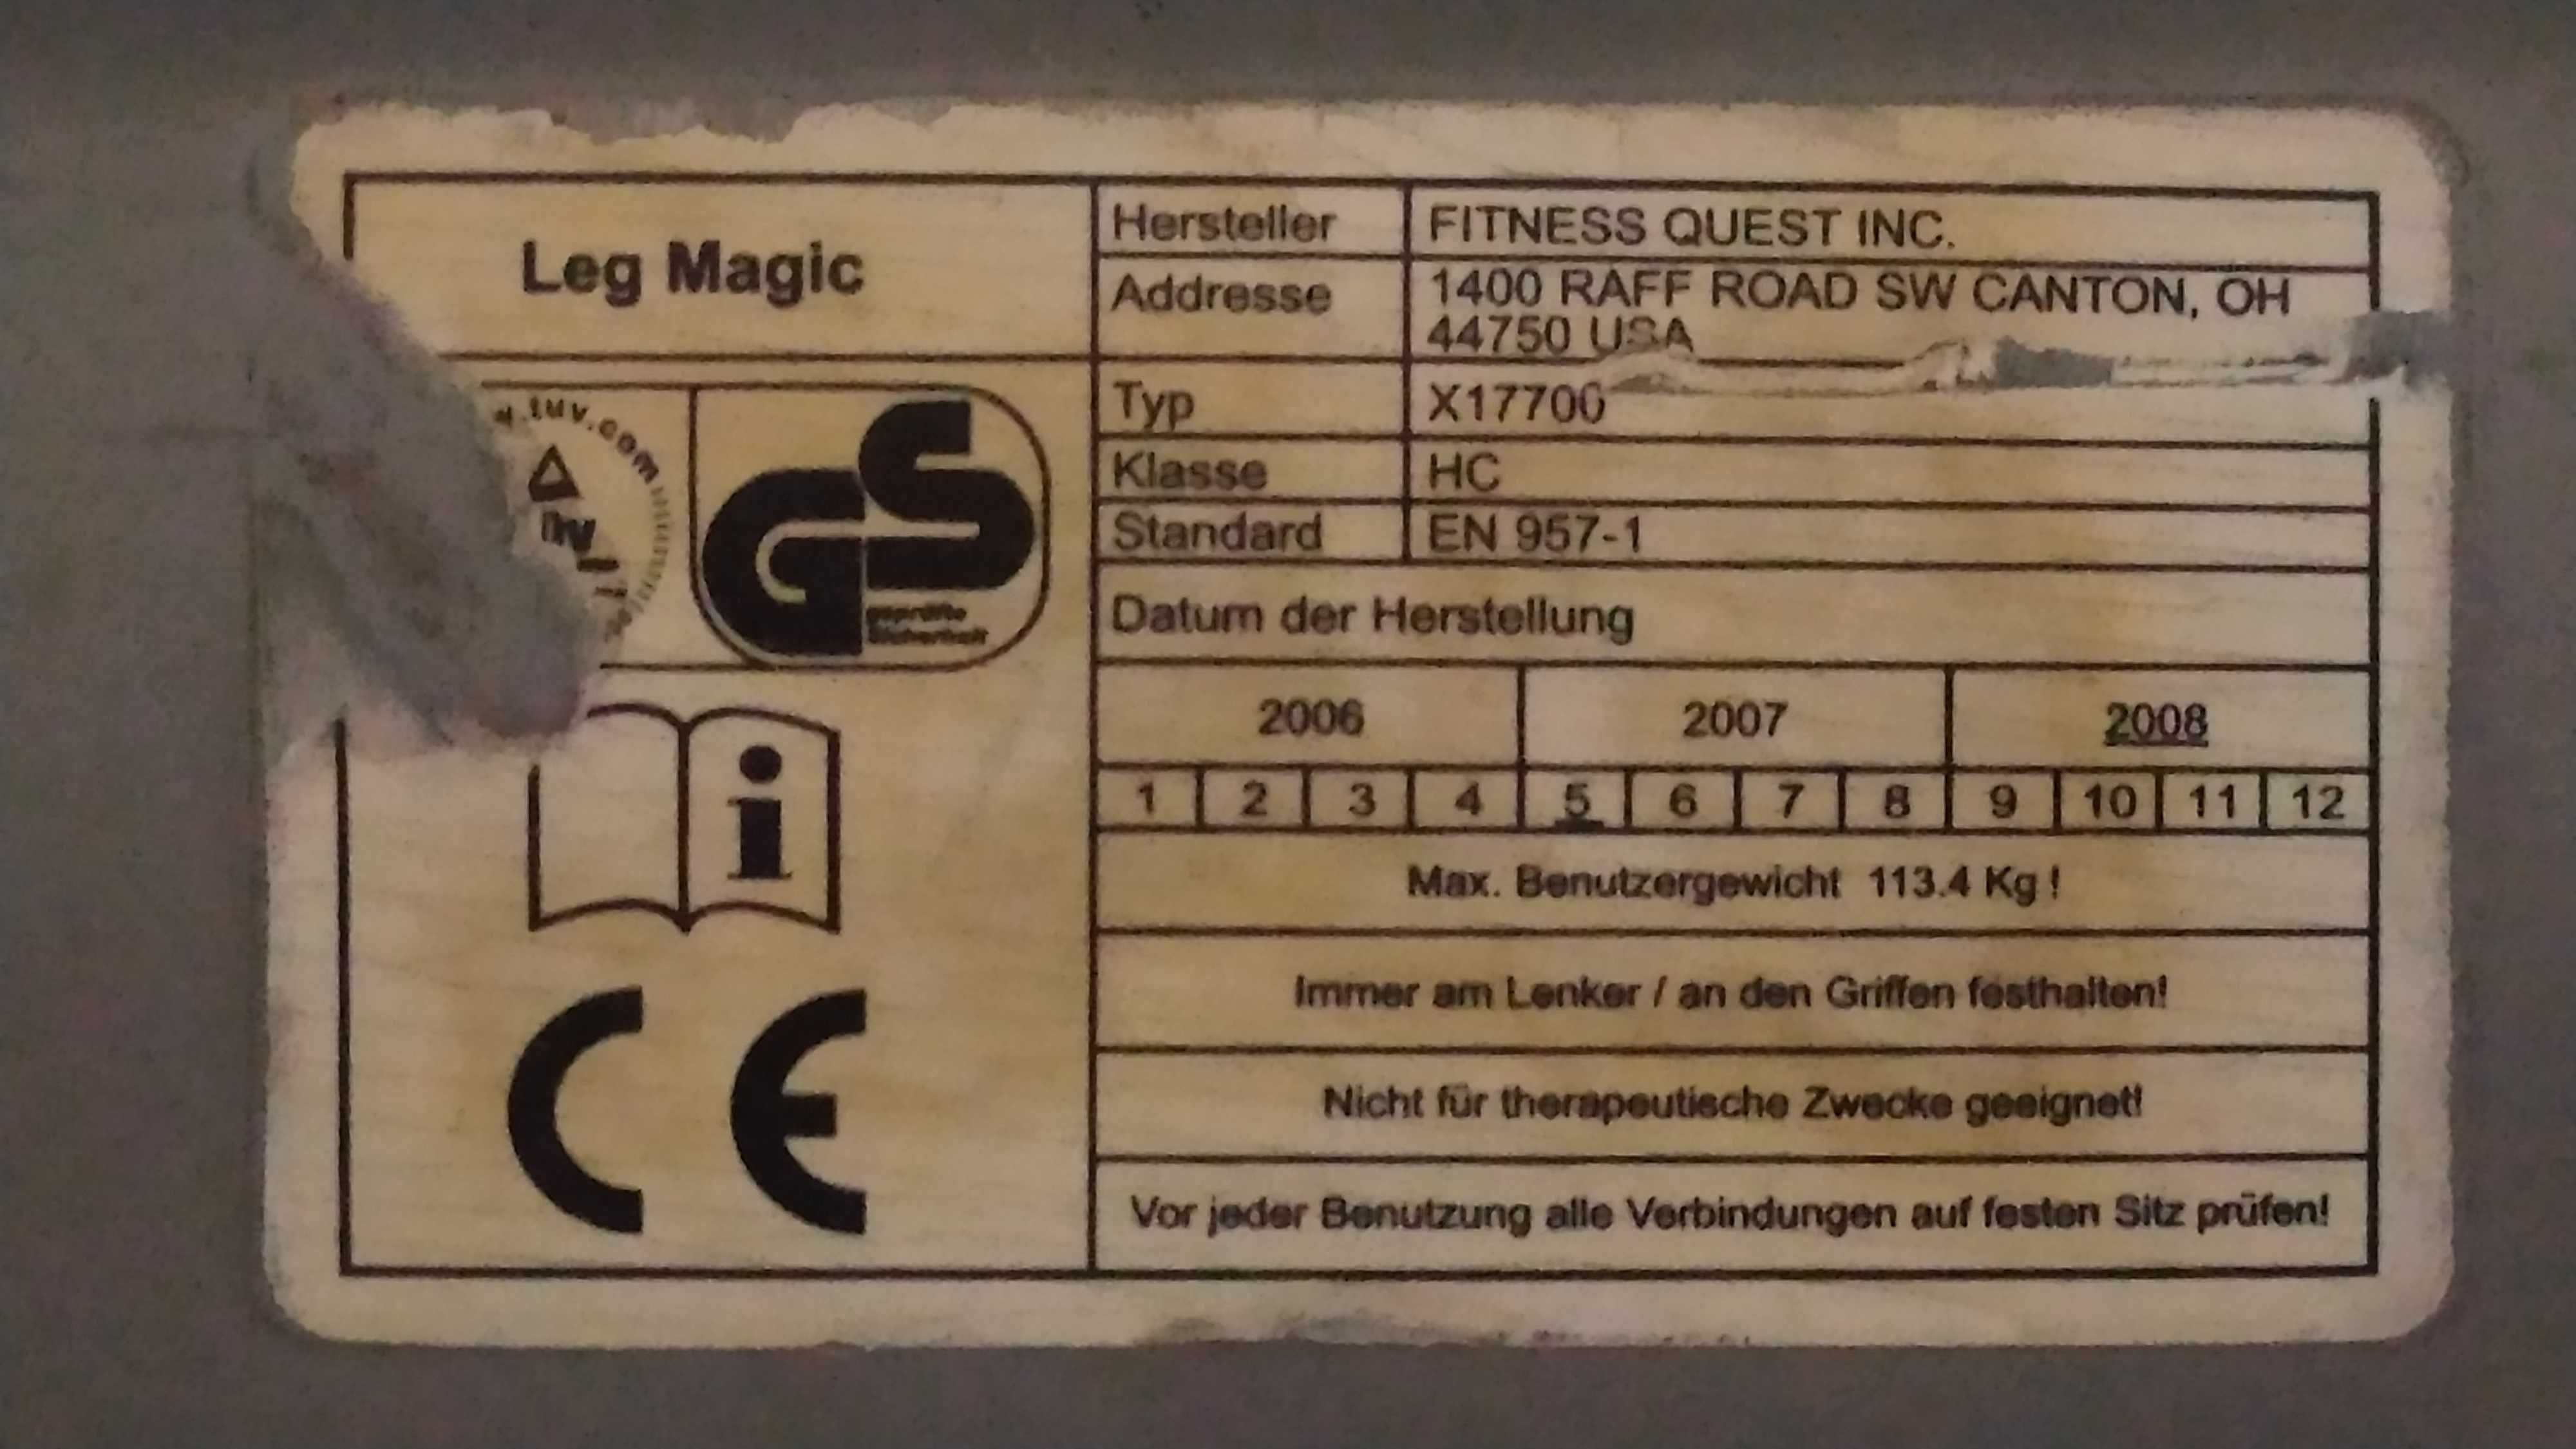 Leg Magic
Hersteller FITNESS QUEST INC.
Addresse 1400 RAFF ROAD SW CANTON, OH
44750 USA
Typ X17700
Klasse HC
Standard EN 957-1
.tuv.com
GS
geprüfte
Sicherheit
Datum der Herstellung
2006 2007 2008
1 2 3 4 5 6 7 8 9 10 11 12
i
Max. Benutzergewicht 113.4 Kg !
Immer am Lenker / an den Griffen festhalten!
CE
Nicht für therapeutische Zwecke geeignet!
Vor jeder Benutzung alle Verbindungen auf festen Sitz prüfen!